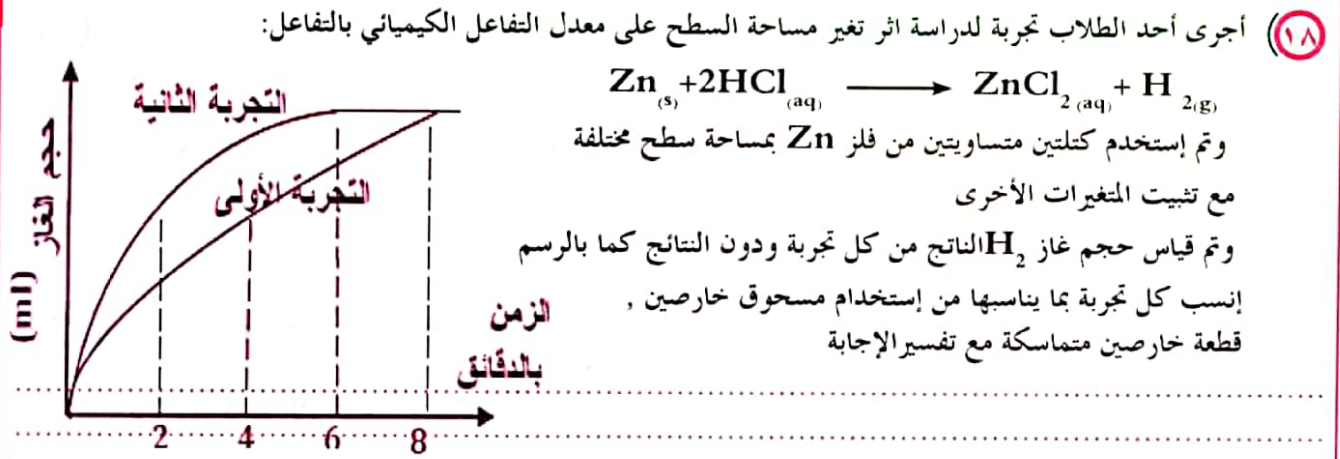 ١٨ أجرى أحد الطلاب تجربة لدراسة اثر تغير مساحة السطح على معدل التفاعل الكيميائي بالتفاعل:
Zn(s) +2HCl(aq) ⟶ ZnCl2 (aq) + H2(g)
وتم إستخدم كتلتين متساويتين من فلز Zn بمساحة سطح مختلفة
مع تثبيت المتغيرات الأخرى
وتم قياس حجم غاز H2 الناتج من كل تجربة ودون النتائج كما بالرسم
إنسب كل تجربة بما يناسبها من إستخدام مسحوق خارصين ,
قطعة خارصين متماسكة مع تفسير الإجابة
التجربة الثانية
التجربة الأولى
حجم الغاز (ml)
الزمن
بالدقائق
2 4 6 8